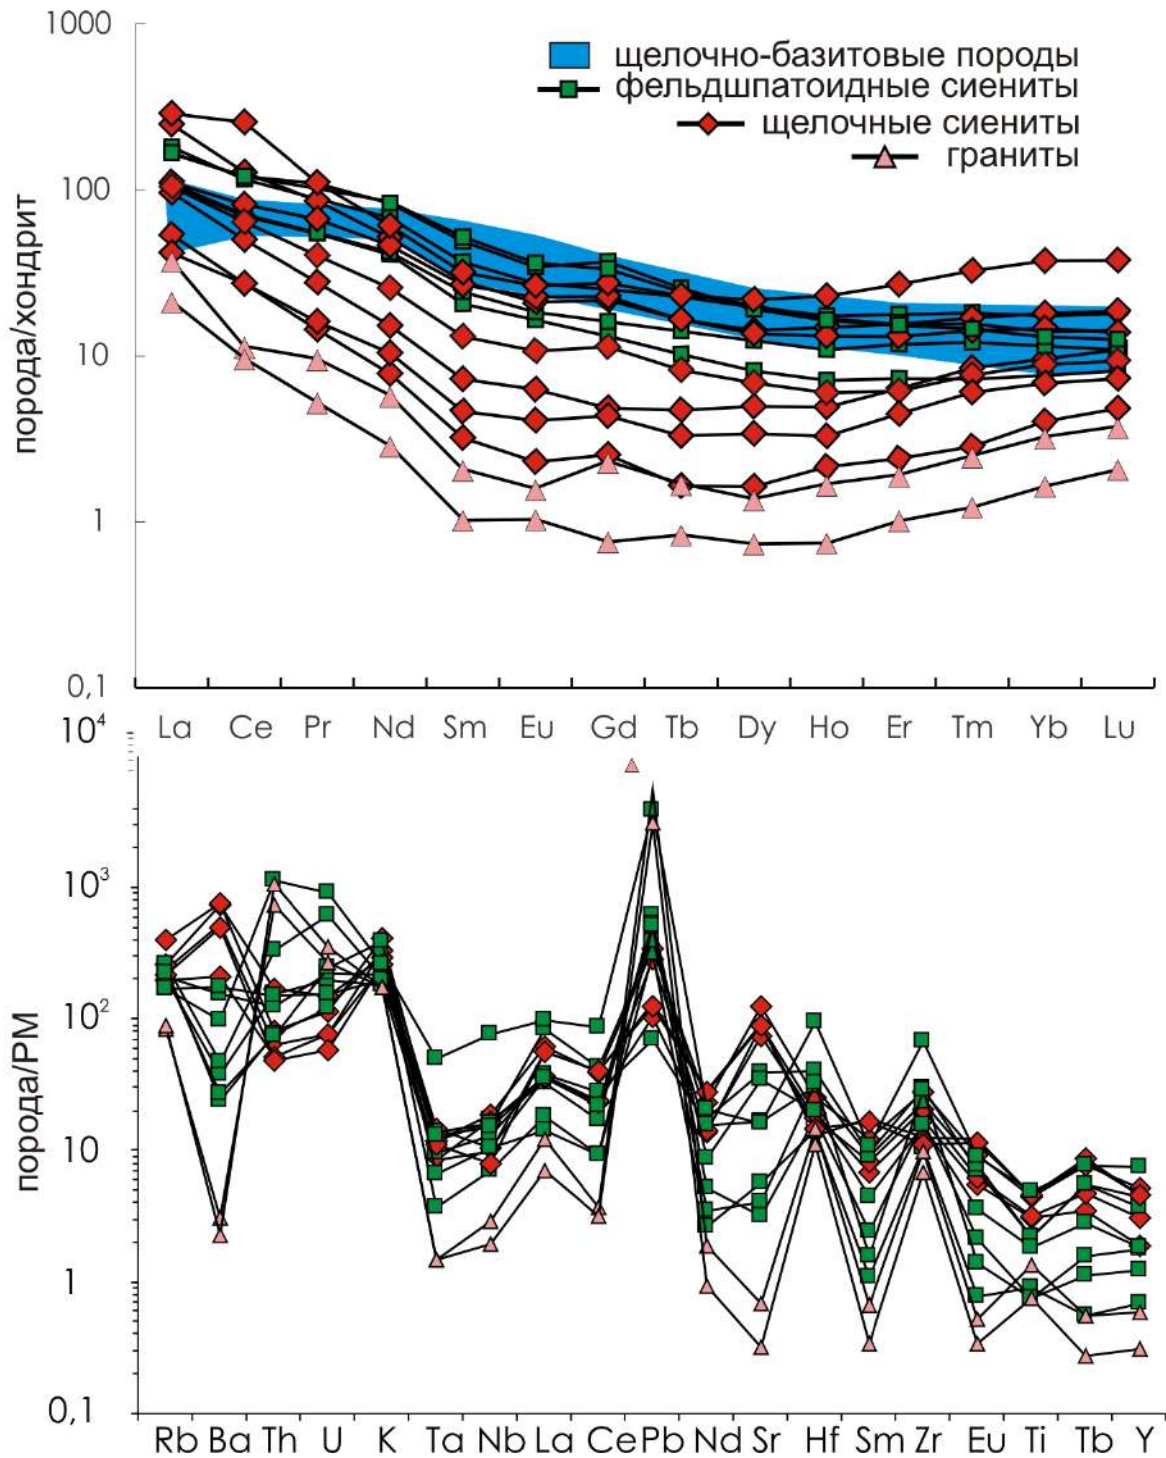 1000
щелочно-базитовые породы
фельдшпатоидные сиениты
щелочные сиениты
граниты
100
порода/хондрит
10
1
0,1
La Ce Pr Nd Sm Eu Gd Tb Dy Ho Er Tm Yb Lu
10⁴
10³
10²
порода/PM
10
1
0,1
Rb Ba Th U K Ta Nb La Ce Pb Nd Sr Hf Sm Zr Eu Ti Tb Y